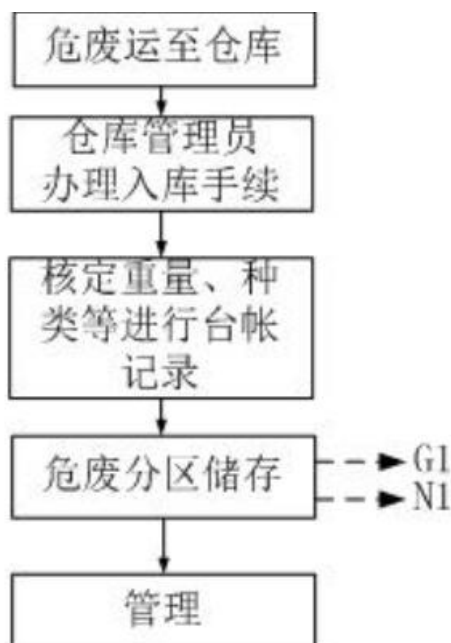 危废运至仓库
仓库管理员
办理入库手续
核定重量、种
类等进行台帐
记录
危废分区储存
G1
N1
管理